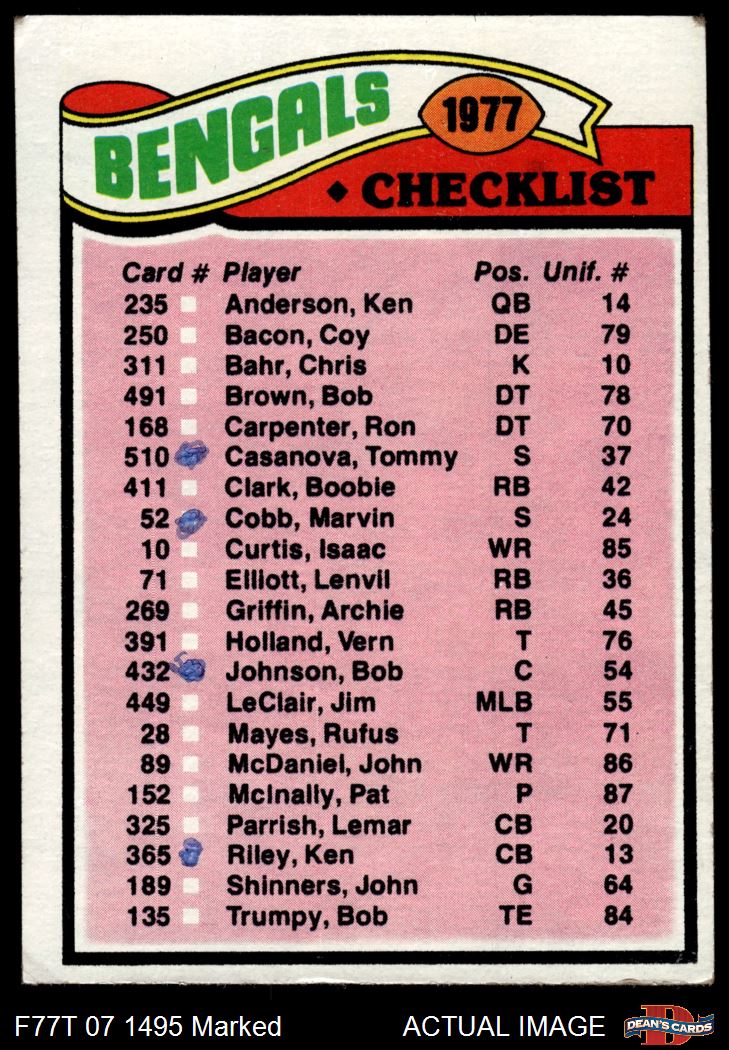 BENGALS
1977
◆ CHECKLIST
Card # Player Pos. Unif. #
235 Anderson, Ken QB 14
250 Bacon, Coy DE 79
311 Bahr, Chris K 10
491 Brown, Bob DT 78
168 Carpenter, Ron DT 70
510 Casanova, Tommy S 37
411 Clark, Boobie RB 42
52 Cobb, Marvin S 24
10 Curtis, Isaac WR 85
71 Elliott, Lenvil RB 36
269 Griffin, Archie RB 45
391 Holland, Vern T 76
432 Johnson, Bob C 54
449 LeClair, Jim MLB 55
28 Mayes, Rufus T 71
89 McDaniel, John WR 86
152 McInally, Pat P 87
325 Parrish, Lemar CB 20
365 Riley, Ken CB 13
189 Shinners, John G 64
135 Trumpy, Bob TE 84
F77T 07 1495 Marked ACTUAL IMAGE D DEAN'S CARDS